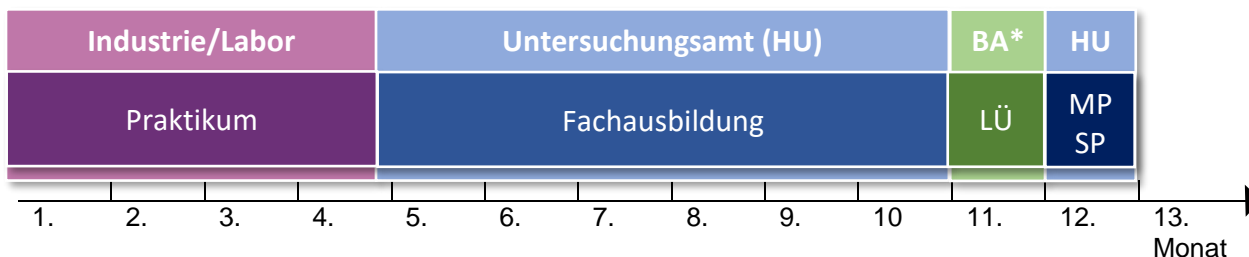 Industrie/Labor Untersuchungsamt (HU) BA* HU
Praktikum Fachausbildung LÜ MP
SP
1. 2. 3. 4. 5. 6. 7. 8. 9. 10 11. 12. 13.
Monat